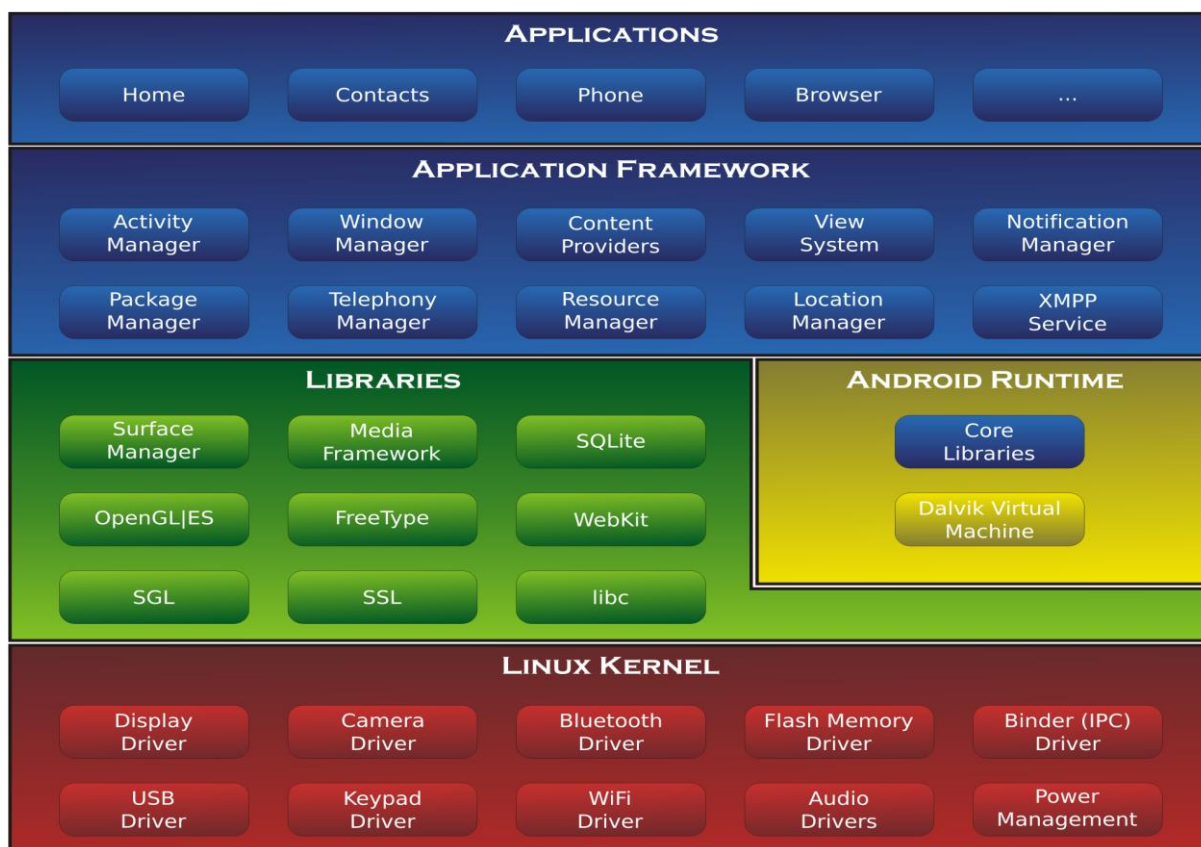 APPLICATIONS
Home
Contacts
Phone
Browser
...
APPLICATION FRAMEWORK
Activity
Manager
Window
Manager
Content
Providers
View
System
Notification
Manager
Package
Manager
Telephony
Manager
Resource
Manager
Location
Manager
XMPP
Service
LIBRARIES
Surface
Manager
Media
Framework
SQLite
OpenGL|ES
FreeType
WebKit
SGL
SSL
libc
ANDROID RUNTIME
Core
Libraries
Dalvik Virtual
Machine
LINUX KERNEL
Display
Driver
Camera
Driver
Bluetooth
Driver
Flash Memory
Driver
Binder (IPC)
Driver
USB
Driver
Keypad
Driver
WiFi
Driver
Audio
Drivers
Power
Management